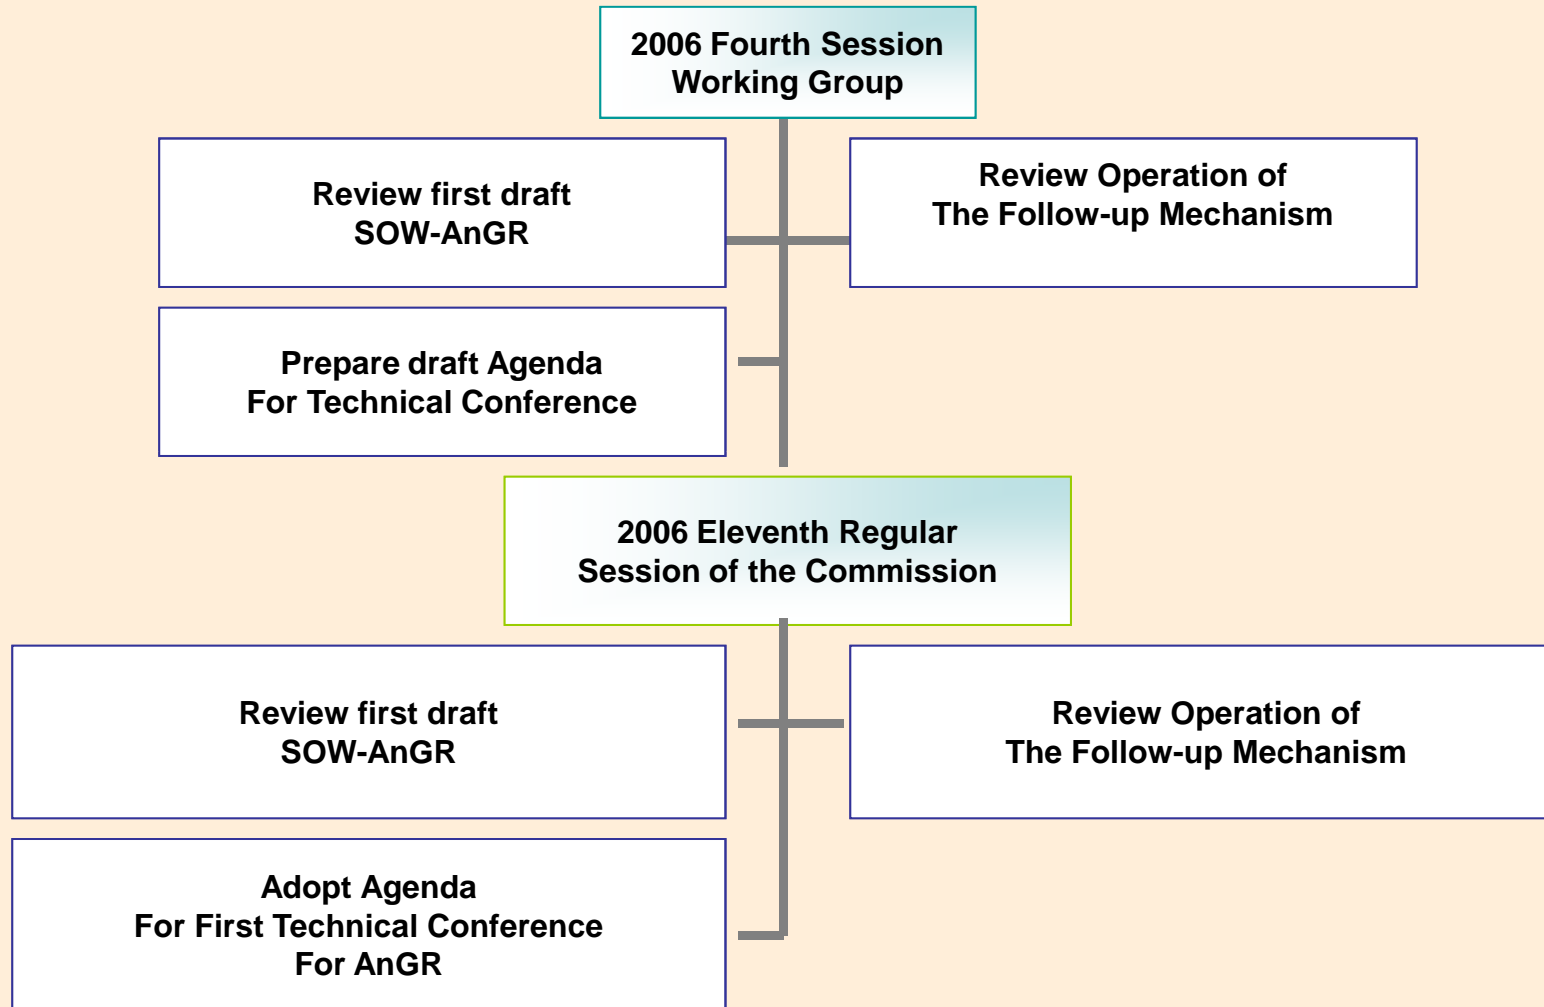 2006 Fourth Session
Working Group
Review first draft
SOW-AnGR
Review Operation of
The Follow-up Mechanism
Prepare draft Agenda
For Technical Conference
2006 Eleventh Regular
Session of the Commission
Review first draft
SOW-AnGR
Review Operation of
The Follow-up Mechanism
Adopt Agenda
For First Technical Conference
For AnGR